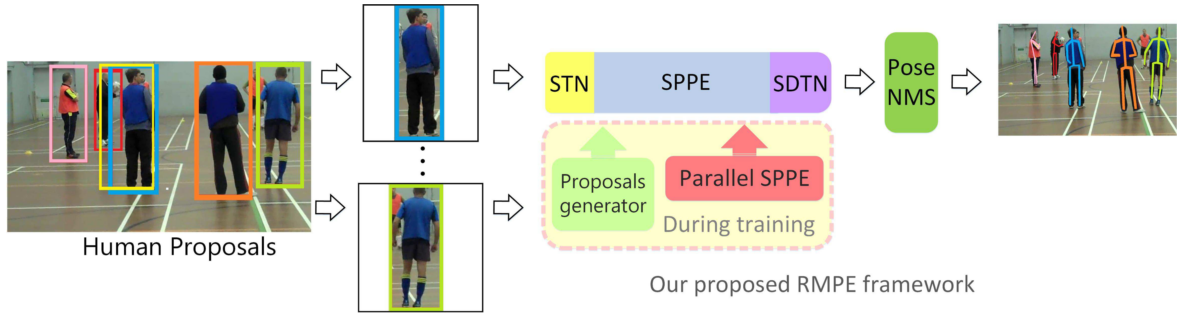 Human Proposals
STN
SPPE
SDTN
Pose
NMS
Proposals
generator
Parallel SPPE
During training
Our proposed RMPE framework